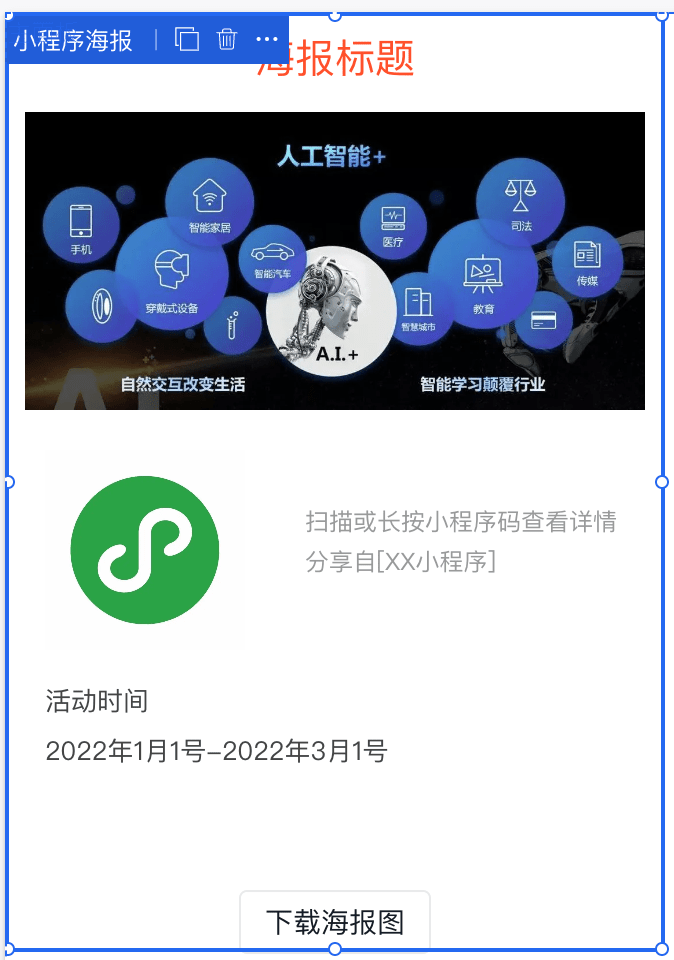 小程序海报
海报标题
人工智能+
手机
智能家居
穿戴式设备
智能汽车
A.I.+
医疗
智慧城市
教育
司法
传媒
AI
自然交互改变生活
智能学习颠覆行业
扫描或长按小程序码查看详情
分享自[XX小程序]
活动时间
2022年1月1号-2022年3月1号
下载海报图